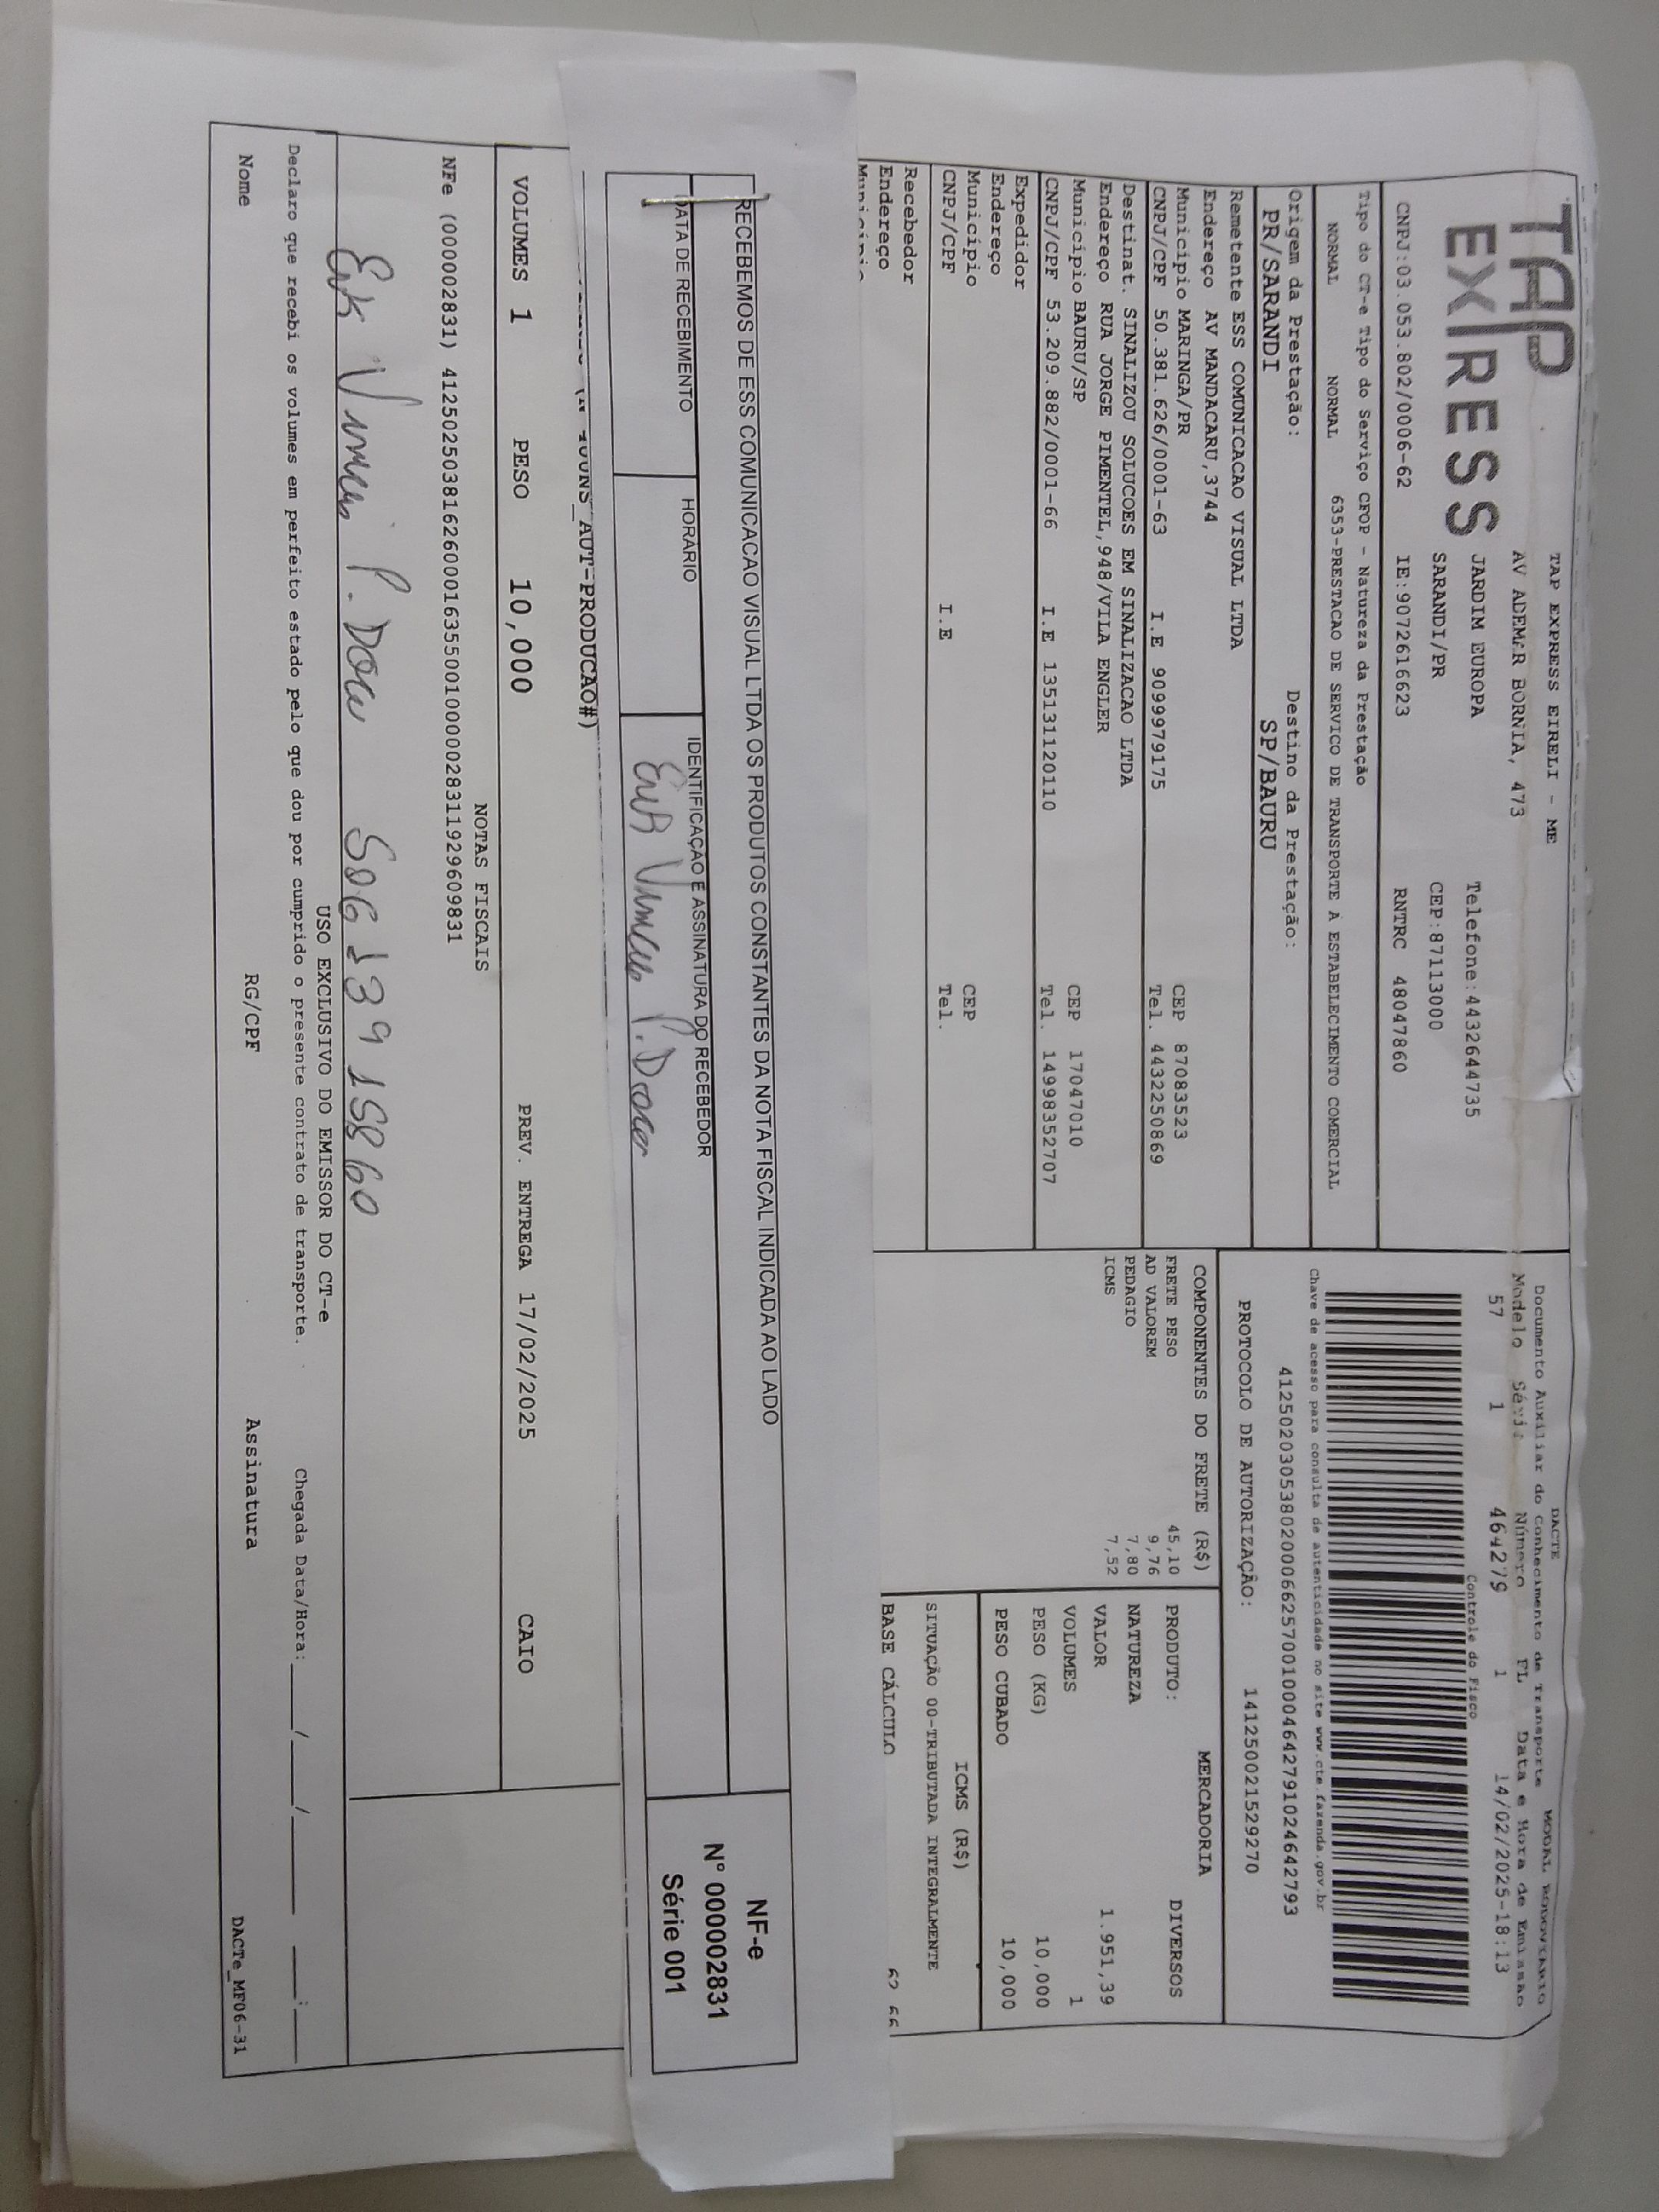 TAP
EXPRESS
TAP EXPRESS EIRELI - ME
AV ADEMAR BORNIA, 473
JARDIM EUROPA Telefone:4432644735
SARANDI/PR CEP:87113000
CNPJ:03.053.802/0006-62 IE:9072616623 RNTRC 48047860
Tipo do CT-e Tipo do Serviço CFOP - Natureza da Prestação
NORMAL NORMAL 6353-PRESTACAO DE SERVICO DE TRANSPORTE A ESTABELECIMENTO COMERCIAL
Origem da Prestação: Destino da Prestação:
PR/SARANDI SP/BAURU
Remetente ESS COMUNICACAO VISUAL LTDA
Endereço AV MANDACARU,3744
Município MARINGA/PR CEP 87083523
CNPJ/CPF 50.381.626/0001-63 I.E 9099979175 Tel. 4432250869
Destinat. SINALIZOU SOLUCOES EM SINALIZACAO LTDA
Endereço RUA JORGE PIMENTEL,948/VILA ENGLER
Município BAURU/SP CEP 17047010
CNPJ/CPF 53.209.882/0001-66 I.E 135131120110 Tel. 14998352707
Expedidor
Endereço
Município CEP
CNPJ/CPF I.E Tel.
Recebedor
Endereço
DACTE MODAL RODOVIARIO
Documento Auxiliar do Conhecimento de Transporte
Modelo Série Número FL Data e Hora de Emissão
57 1 464279 1 14/02/2025-18:13
Controle do Fisco
Chave de acesso para consulta de autenticidade no site www.cte.fazenda.gov.br
41250203053802000662570010004642791024642793
PROTOCOLO DE AUTORIZAÇÃO: 141250021529270
COMPONENTES DO FRETE (R$)
FRETE PESO 45,10
AD VALOREM 9,76
PEDAGIO 7,80
ICMS 7,52
MERCADORIA
PRODUTO: DIVERSOS
NATUREZA
VALOR 1.951,39
VOLUMES 1
PESO (KG) 10,000
PESO CUBADO 10,000
ICMS (R$)
SITUAÇÃO 00-TRIBUTADA INTEGRALMENTE
BASE CÁLCULO
RECEBEMOS DE ESS COMUNICACAO VISUAL LTDA OS PRODUTOS CONSTANTES DA NOTA FISCAL INDICADA AO LADO
DATA DE RECEBIMENTO HORÁRIO IDENTIFICAÇÃO E ASSINATURA DO RECEBEDOR
NF-e
N° 000002831
Série 001
AUT-PRODUCAO#)
VOLUMES 1 PESO 10,000 PREV. ENTREGA 17/02/2025 CAIO
NOTAS FISCAIS
NFe (000002831) 41250250381626000163550010000028311929609831
USO EXCLUSIVO DO EMISSOR DO CT-e
Declaro que recebi os volumes em perfeito estado pelo que dou por cumprido o presente contrato de transporte. Chegada Data/Hora:____/____/______ ____:____
Nome RG/CPF Assinatura
DACTe_MF06-31